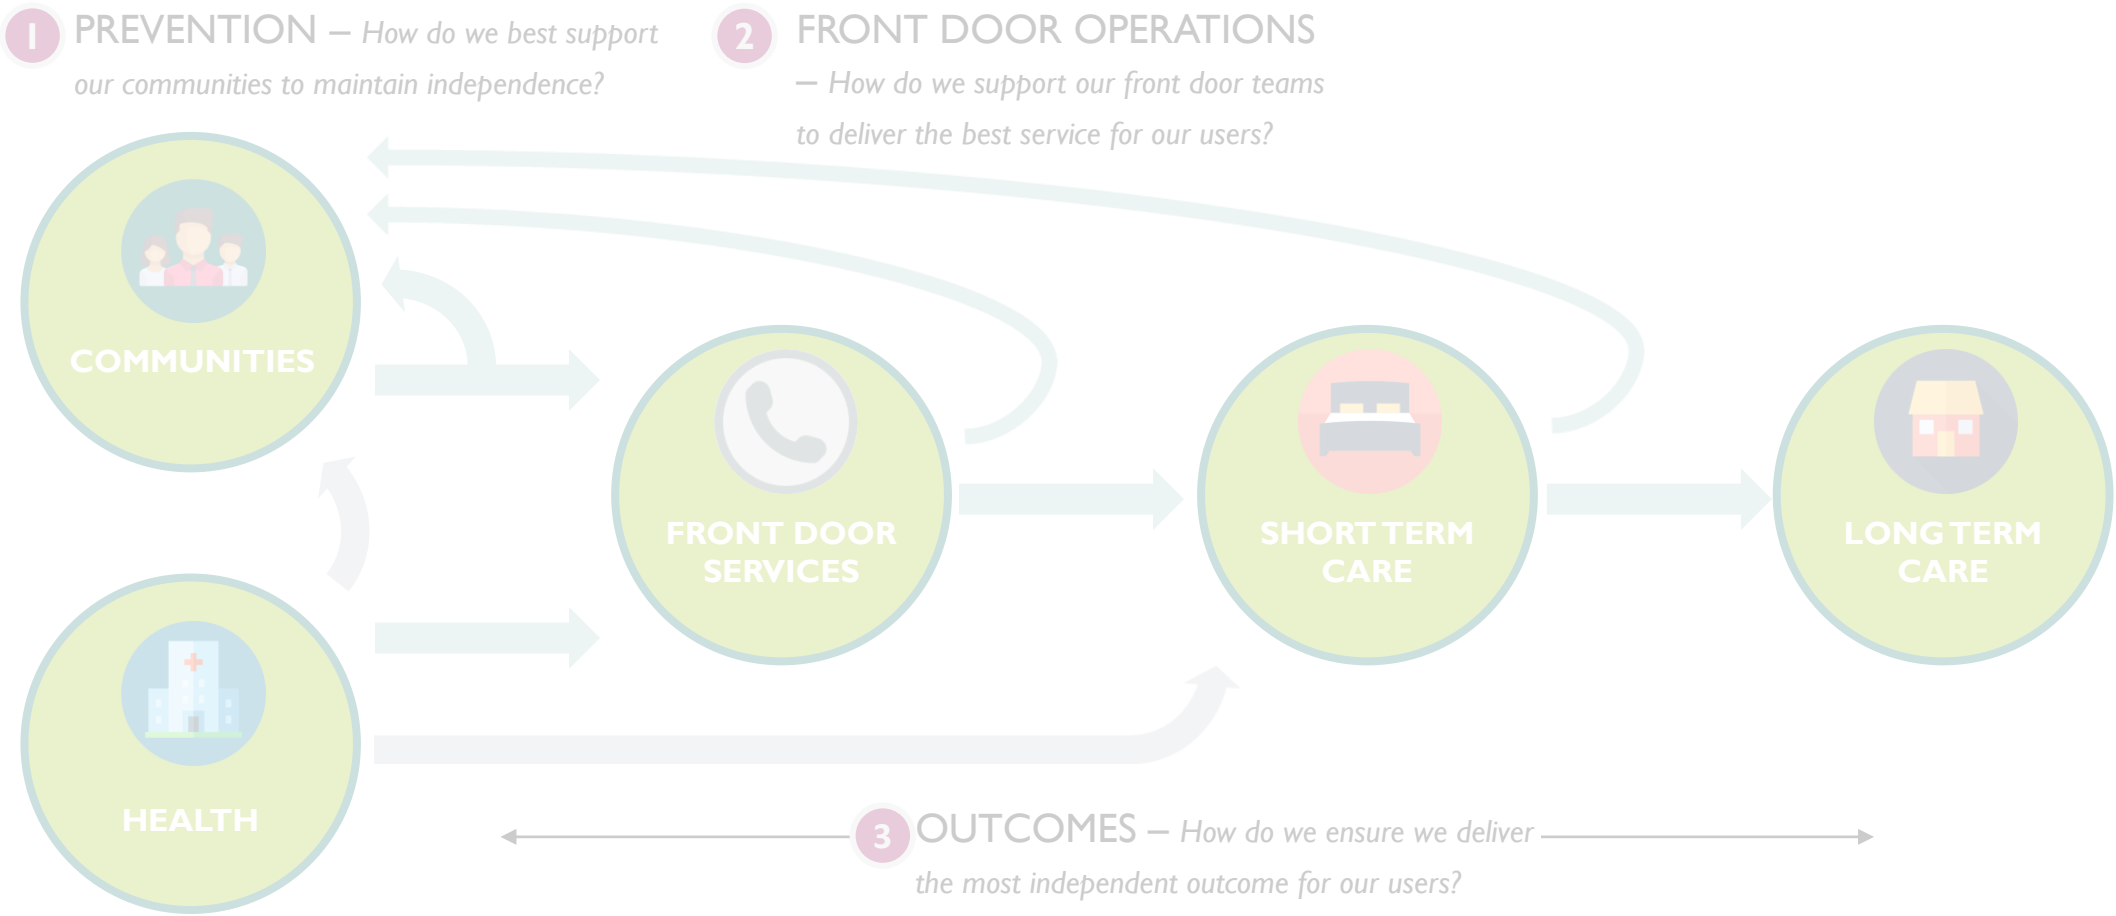 1 PREVENTION – How do we best support
our communities to maintain independence?
2 FRONT DOOR OPERATIONS
– How do we support our front door teams
to deliver the best service for our users?
COMMUNITIES
FRONT DOOR
SERVICES
SHORT TERM
CARE
LONG TERM
CARE
HEALTH
3 OUTCOMES – How do we ensure we deliver
the most independent outcome for our users?